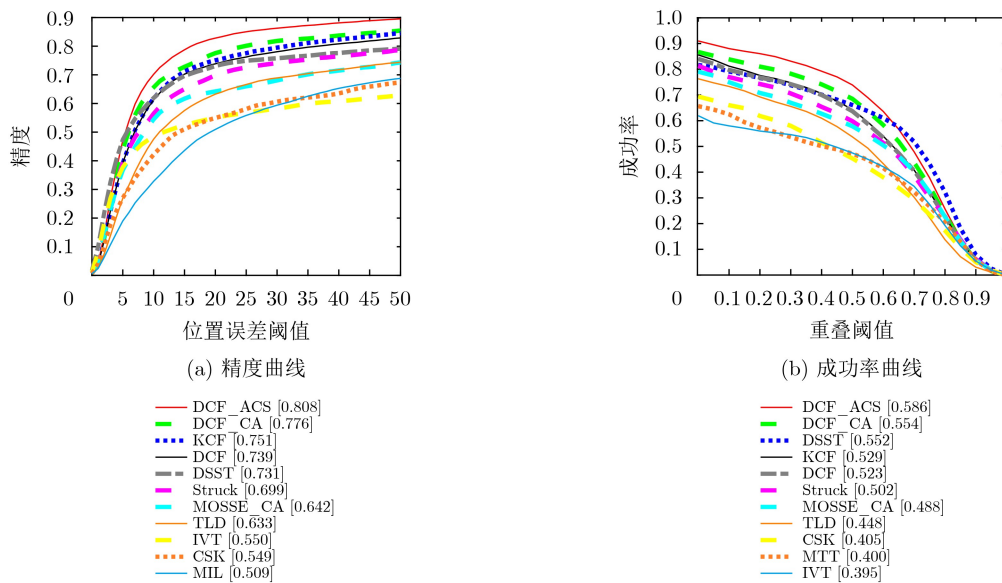 0.9
0.8
0.7
0.6
0.5
0.4
0.3
0.2
0.1
精度
0 5 10 15 20 25 30 35 40 45 50
位置误差阈值
(a) 精度曲线
DCF_ACS [0.808]
DCF_CA [0.776]
KCF [0.751]
DCF [0.739]
DSST [0.731]
Struck [0.699]
MOSSE_CA [0.642]
TLD [0.633]
IVT [0.550]
CSK [0.549]
MIL [0.509]
1.0
0.9
0.8
0.7
0.6
0.5
0.4
0.3
0.2
0.1
成功率
0 0.1 0.2 0.3 0.4 0.5 0.6 0.7 0.8 0.9
重叠阈值
(b) 成功率曲线
DCF_ACS [0.586]
DCF_CA [0.554]
DSST [0.552]
KCF [0.529]
DCF [0.523]
Struck [0.502]
MOSSE_CA [0.488]
TLD [0.448]
CSK [0.405]
MTT [0.400]
IVT [0.395]